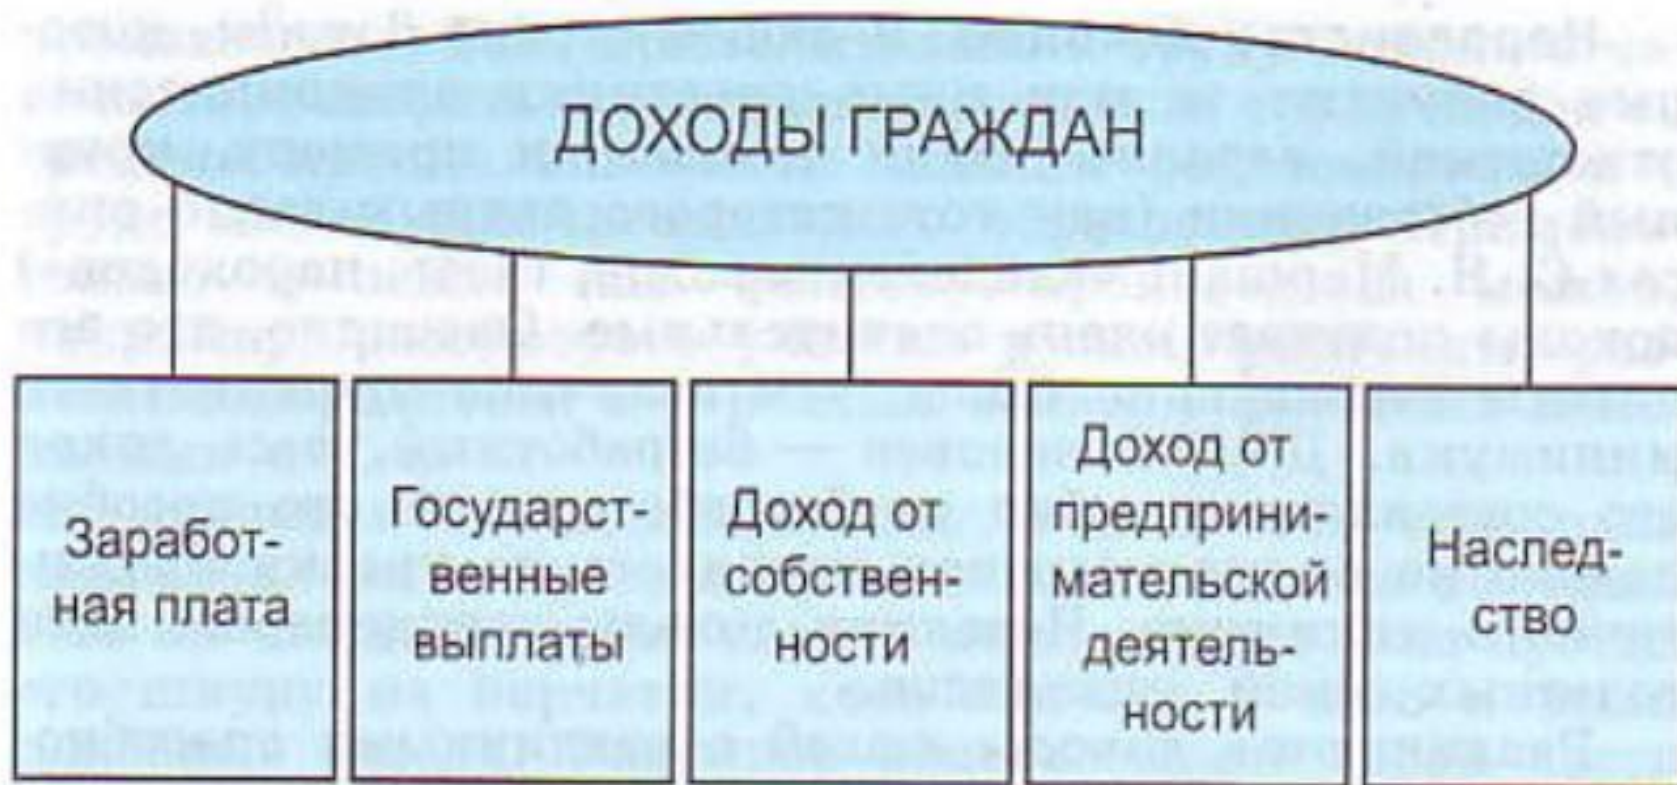 ДОХОДЫ ГРАЖДАН
Заработ-
ная плата
Государст-
венные
выплаты
Доход от
собствен-
ности
Доход от
предприни-
мательской
деятель-
ности
Наслед-
ство